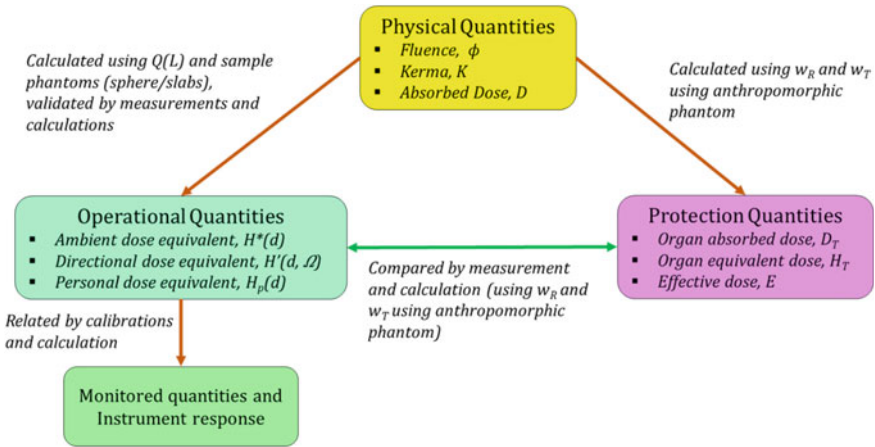 Physical Quantities
▪ Fluence, ϕ
▪ Kerma, K
▪ Absorbed Dose, D
Calculated using Q(L) and sample
phantoms (sphere/slabs),
validated by measurements and
calculations
Calculated using w_R and w_T
using anthropomorphic
phantom
Operational Quantities
▪ Ambient dose equivalent, H*(d)
▪ Directional dose equivalent, H'(d, Ω)
▪ Personal dose equivalent, H_p(d)
Protection Quantities
▪ Organ absorbed dose, D_T
▪ Organ equivalent dose, H_T
▪ Effective dose, E
Compared by measurement
and calculation (using w_R and
w_T using anthropomorphic
phantom)
Related by calibrations
and calculation
Monitored quantities and
Instrument response